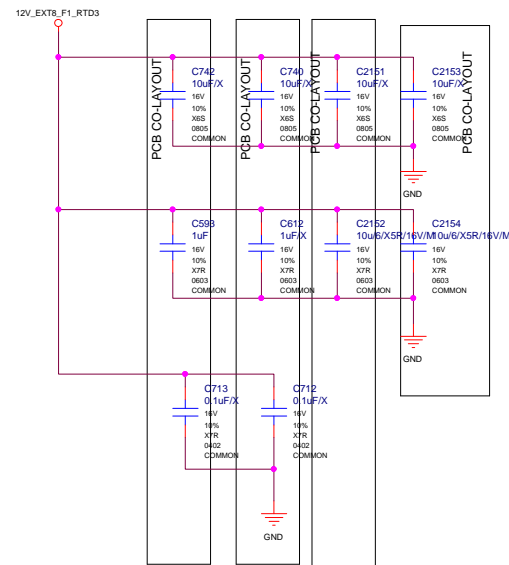 12V_EXT8_F1_RTD3
PCB CO-LAYOUT
PCB CO-LAYOUT
PCB CO-LAYOUT
PCB CO-LAYOUT
C742
10uF/X
16V
10%
X6S
0805
COMMON
C740
10uF/X
16V
10%
X6S
0805
COMMON
C2151
10uF/X
16V
10%
X6S
0805
COMMON
C2153
10uF/X
16V
10%
X6S
0805
COMMON
GND
C593
1uF
16V
10%
X7R
0603
COMMON
C612
1uF/X
16V
10%
X7R
0603
COMMON
C2152
10u/6/X5R/16V/M
16V
10%
X7R
0603
COMMON
C2154
10u/6/X5R/16V/M
16V
10%
X7R
0603
COMMON
GND
C713
0.1uF/X
16V
10%
X7R
0402
COMMON
C712
0.1uF/X
16V
10%
X7R
0402
COMMON
GND